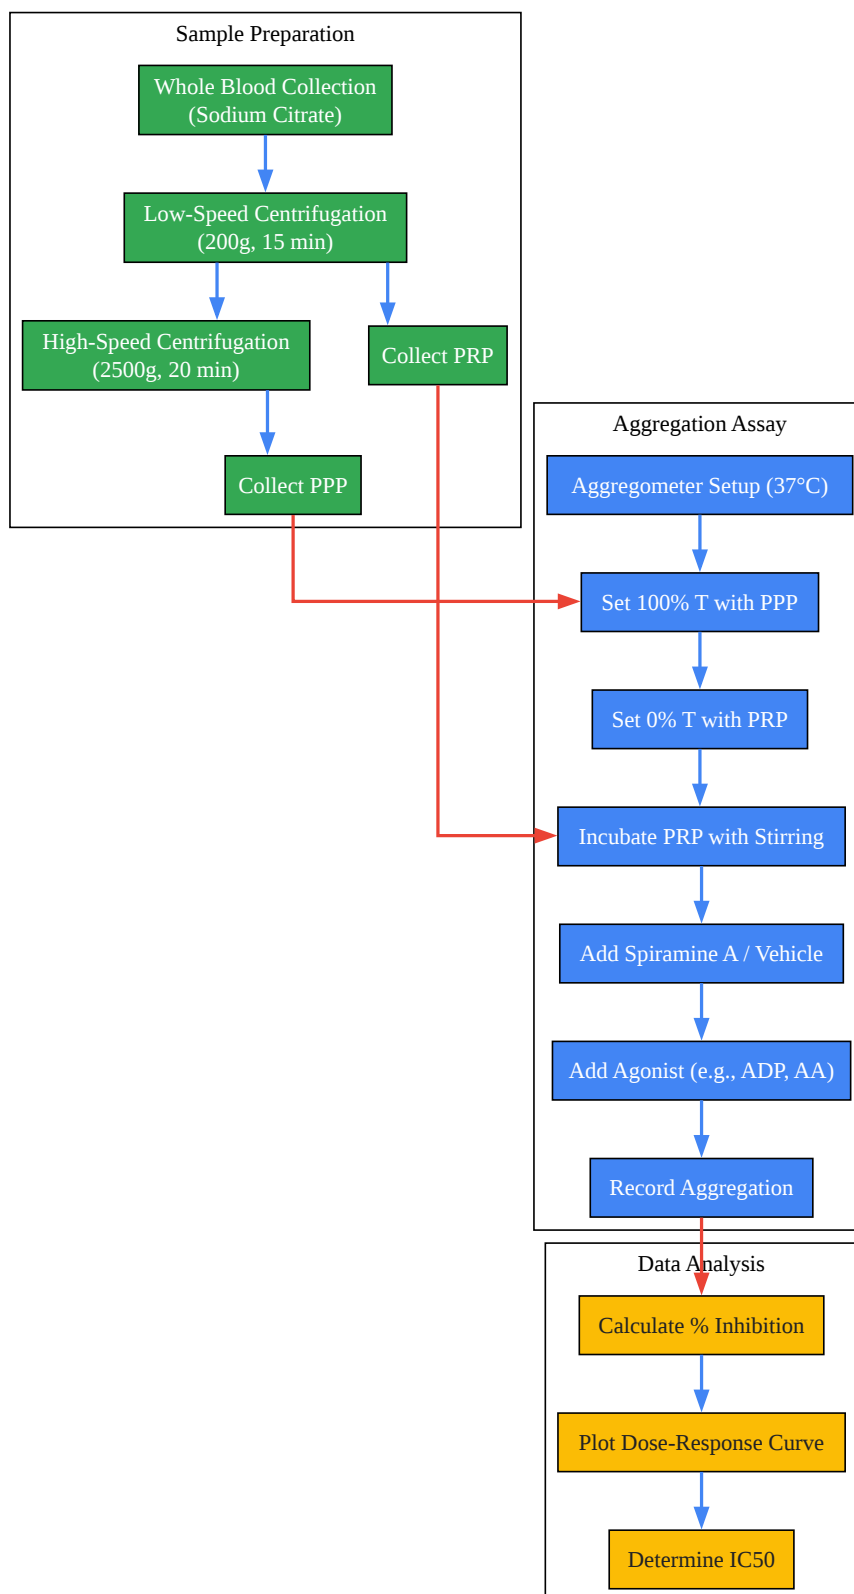 Sample Preparation
Whole Blood Collection
(Sodium Citrate)
Low-Speed Centrifugation
(200g, 15 min)
High-Speed Centrifugation
(2500g, 20 min)
Collect PRP
Collect PPP
Aggregation Assay
Aggregometer Setup (37°C)
Set 100% T with PPP
Set 0% T with PRP
Incubate PRP with Stirring
Add Spiramine A / Vehicle
Add Agonist (e.g., ADP, AA)
Record Aggregation
Data Analysis
Calculate % Inhibition
Plot Dose-Response Curve
Determine IC50